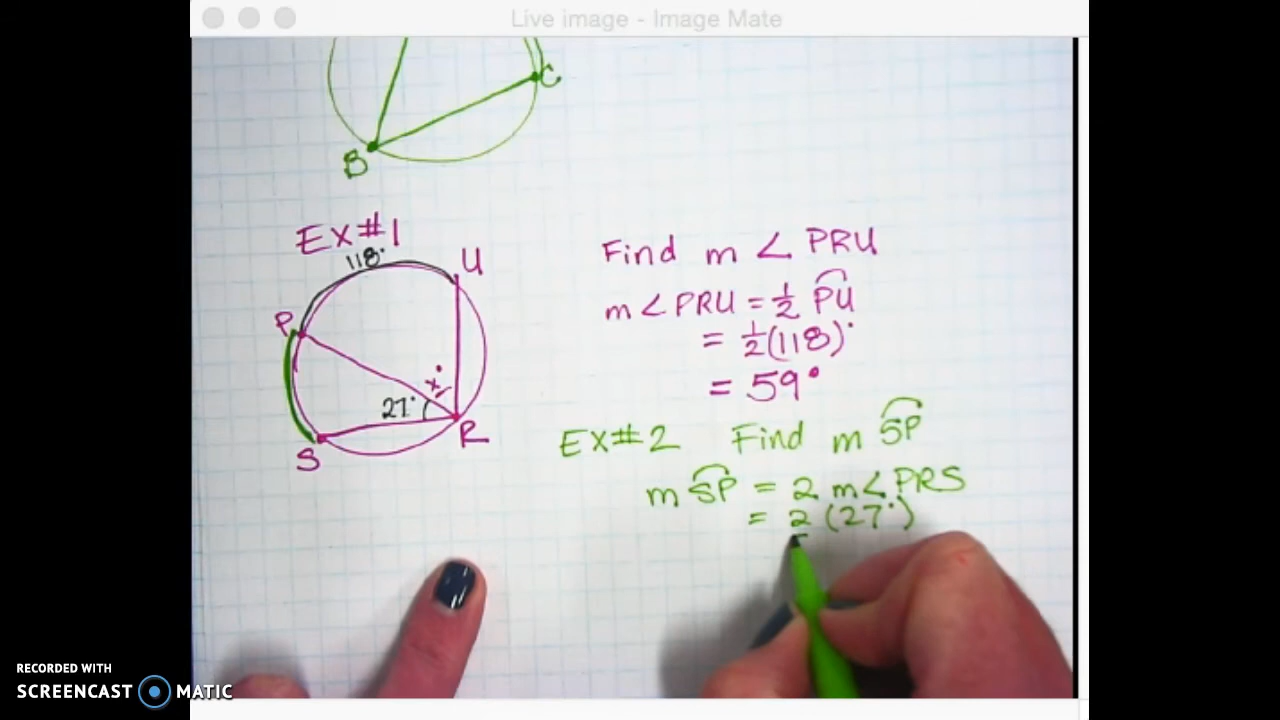 Live image - Image Mate
C
B
Ex#1
118°
U
P
x°
27°
R
S
Find m ∠ PRU
m ∠ PRU = 1/2 PU
= 1/2(118)°
= 59°
EX#2 Find m SP
m SP = 2 m∠PRS
= 2 (27°)
RECORDED WITH
SCREENCAST MATIC